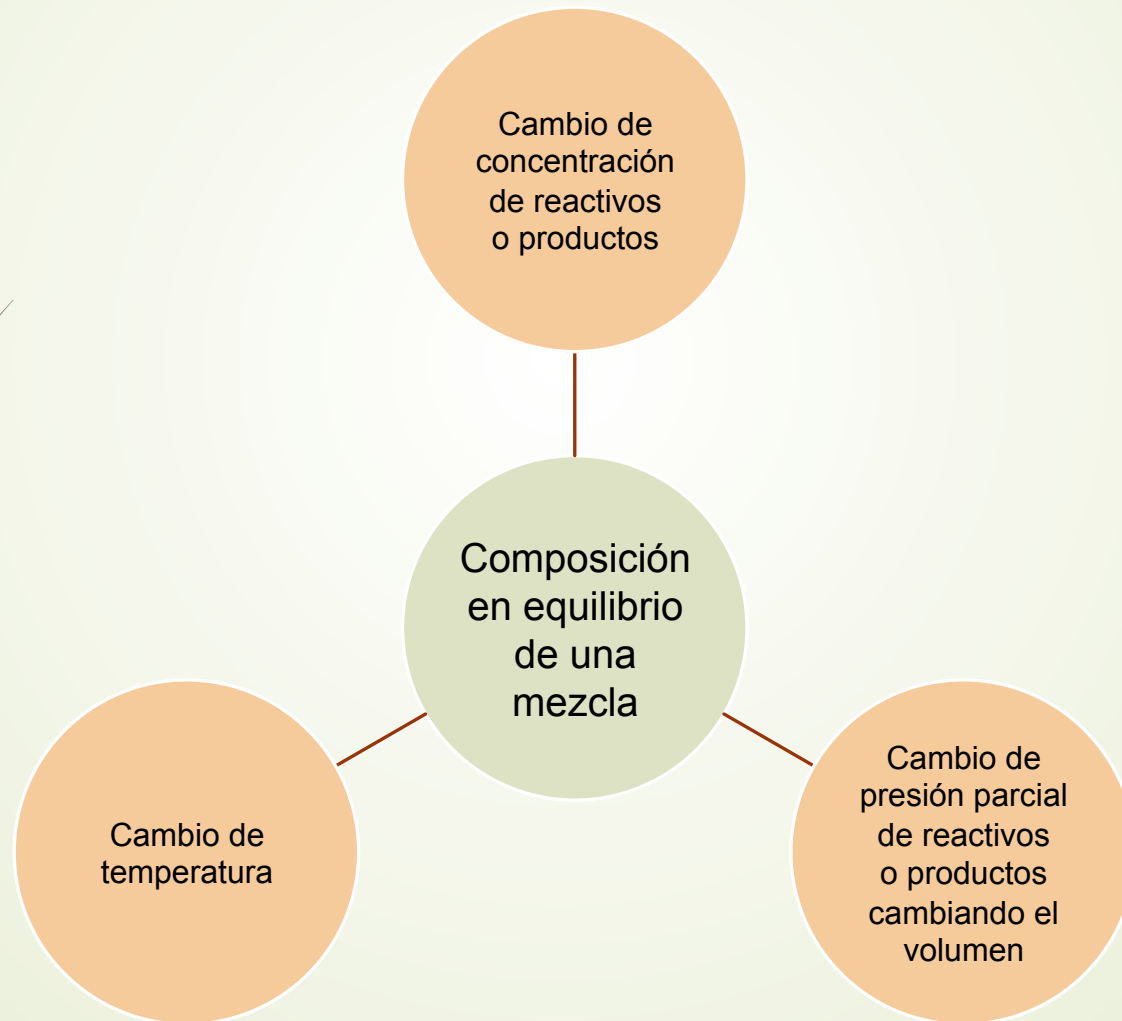 Cambio de
concentración
de reactivos
o productos
Composición
en equilibrio
de una
mezcla
Cambio de
temperatura
Cambio de
presión parcial
de reactivos
o productos
cambiando el
volumen